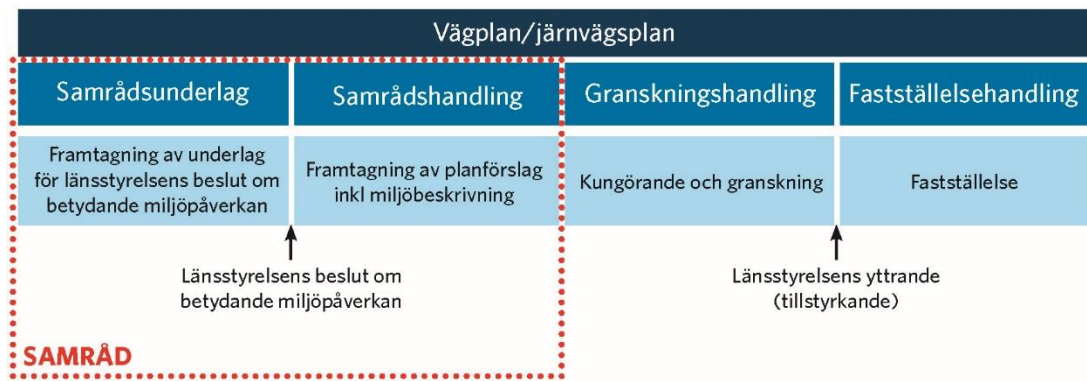 Vägplan/järnvägsplan
Samrådsunderlag
Samrådshandling
Granskningshandling
Fastställelsehandling
Framtagning av underlag
för länsstyrelsens beslut om
betydande miljöpåverkan
Framtagning av planförslag
inkl miljöbeskrivning
Kungörande och granskning
Fastställelse
Länsstyrelsens beslut om
betydande miljöpåverkan
Länsstyrelsens yttrande
(tillstyrkande)
SAMRÅD